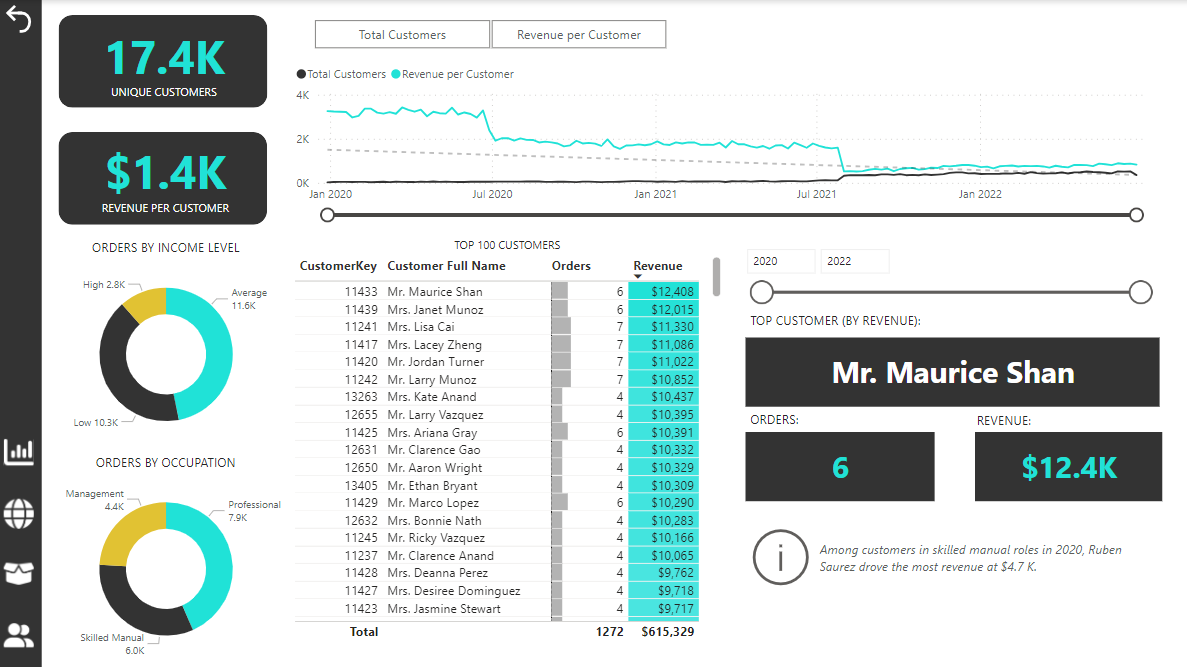 17.4K
UNIQUE CUSTOMERS
$1.4K
REVENUE PER CUSTOMER
Total Customers
Revenue per Customer
Total Customers Revenue per Customer
4K
2K
0K
Jan 2020 Jul 2020 Jan 2021 Jul 2021 Jan 2022
ORDERS BY INCOME LEVEL
High 2.8K
Average
11.6K
Low 10.3K
ORDERS BY OCCUPATION
Management
4.4K
Professional
7.9K
Skilled Manual
6.0K
TOP 100 CUSTOMERS
CustomerKey Customer Full Name Orders Revenue
11433 Mr. Maurice Shan 6 $12,408
11439 Mrs. Janet Munoz 6 $12,015
11241 Mrs. Lisa Cai 7 $11,330
11417 Mrs. Lacey Zheng 7 $11,086
11420 Mr. Jordan Turner 7 $11,022
11242 Mr. Larry Munoz 7 $10,852
13263 Mrs. Kate Anand 4 $10,437
12655 Mr. Larry Vazquez 4 $10,395
11425 Mrs. Ariana Gray 6 $10,391
12631 Mr. Clarence Gao 4 $10,332
12650 Mr. Aaron Wright 4 $10,329
13405 Mr. Ethan Bryant 4 $10,309
11429 Mr. Marco Lopez 6 $10,290
12632 Mrs. Bonnie Nath 4 $10,283
11245 Mr. Ricky Vazquez 4 $10,166
11237 Mr. Clarence Anand 4 $10,065
11428 Mrs. Deanna Perez 4 $9,762
11427 Mrs. Desiree Dominguez 4 $9,718
11423 Mrs. Jasmine Stewart 4 $9,717
Total 1272 $615,329
2020 2022
TOP CUSTOMER (BY REVENUE):
Mr. Maurice Shan
ORDERS:
6
REVENUE:
$12.4K
i
Among customers in skilled manual roles in 2020, Ruben
Saurez drove the most revenue at $4.7 K.